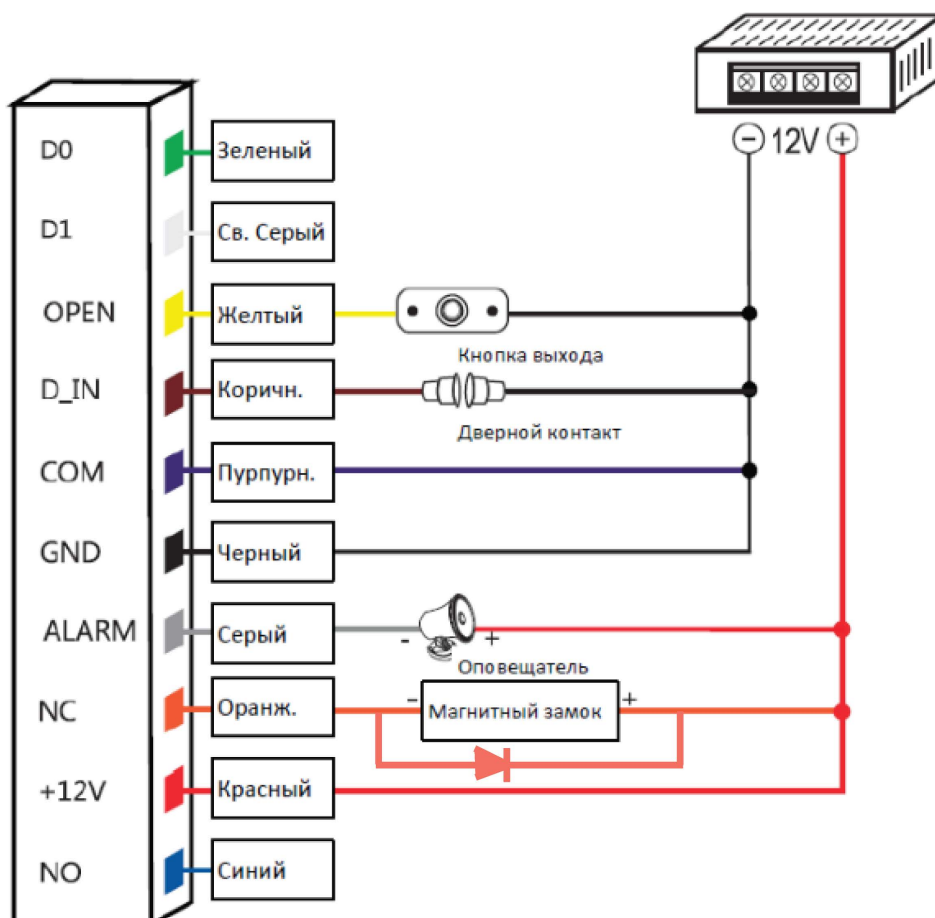 − 12V +
D0 Зеленый
D1 Св. Серый
OPEN Желтый
Кнопка выхода
D_IN Коричн.
Дверной контакт
COM Пурпурн.
GND Черный
ALARM Серый - +
Оповещатель
NC Оранж. - Магнитный замок +
+12V Красный
NO Синий